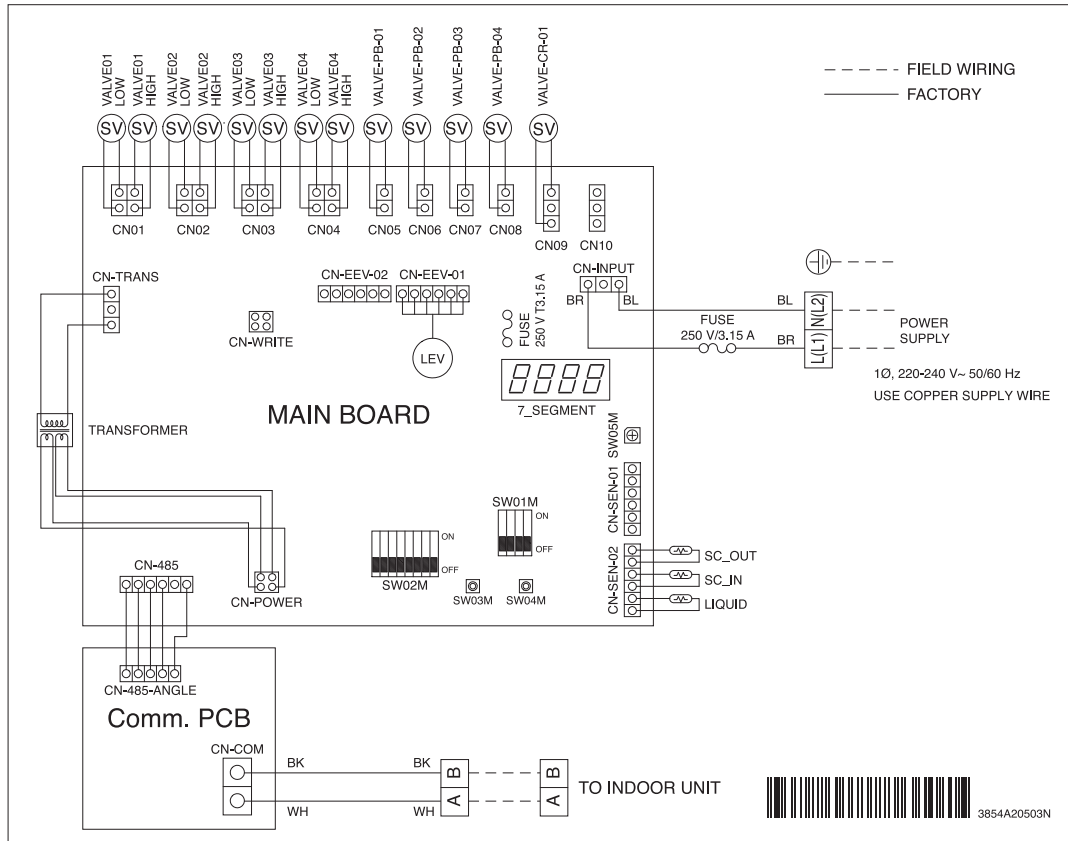 VALVE01 LOW
VALVE01 HIGH
VALVE02 LOW
VALVE02 HIGH
VALVE03 LOW
VALVE03 HIGH
VALVE04 LOW
VALVE04 HIGH
VALVE-PB-01
VALVE-PB-02
VALVE-PB-03
VALVE-PB-04
VALVE-CR-01
FIELD WIRING
FACTORY
SV SV SV SV SV SV SV SV SV SV SV SV SV
CN01 CN02 CN03 CN04 CN05 CN06 CN07 CN08 CN09 CN10
CN-TRANS
CN-EEV-02 CN-EEV-01
CN-INPUT
BR BL
BL
N(L2)
FUSE
250 V T3.15 A
FUSE
250 V/3.15 A
BR
L(L1)
POWER
SUPPLY
CN-WRITE
LEV
1Ø, 220-240 V~ 50/60 Hz
USE COPPER SUPPLY WIRE
8888
7_SEGMENT
MAIN BOARD
TRANSFORMER
SW05M
CN-SEN-01
SW01M
ON
OFF
ON
OFF
SW02M
SW03M
SW04M
CN-SEN-02
SC_OUT
SC_IN
LIQUID
CN-485
CN-POWER
CN-485-ANGLE
Comm. PCB
CN-COM
BK BK B B
WH WH A A
TO INDOOR UNIT
3854A20503N